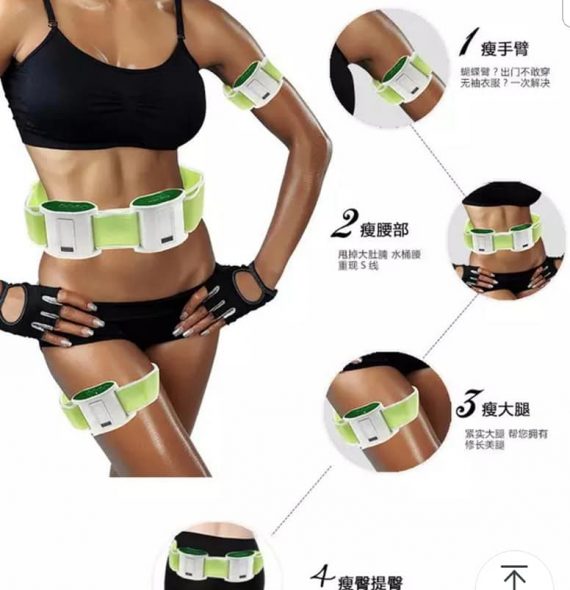 1 瘦手臂
蝴蝶臂？出门不敢穿
无袖衣服？一次解决
2 瘦腰部
甩掉大肚腩 水桶腰
重现S线
3 瘦大腿
紧实大腿 帮您拥有
修长美腿
4 瘦臀提臀